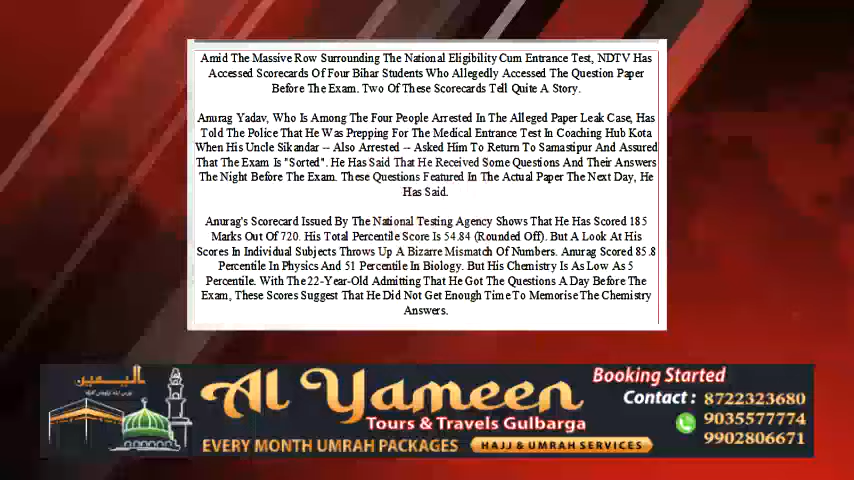 Amid The Massive Row Surrounding The National Eligibility Cum Entrance Test, NDTV Has
Accessed Scorecards Of Four Bihar Students Who Allegedly Accessed The Question Paper
Before The Exam. Two Of These Scorecards Tell Quite A Story.
Anurag Yadav, Who Is Among The Four People Arrested In The Alleged Paper Leak Case, Has
Told The Police That He Was Prepping For The Medical Entrance Test In Coaching Hub Kota
When His Uncle Sikandar -- Also Arrested -- Asked Him To Return To Samastipur And Assured
That The Exam Is "Sorted". He Has Said That He Received Some Questions And Their Answers
The Night Before The Exam. These Questions Featured In The Actual Paper The Next Day, He
Has Said.
Anurag's Scorecard Issued By The National Testing Agency Shows That He Has Scored 185
Marks Out Of 720. His Total Percentile Score Is 54.84 (Rounded Off). But A Look At His
Scores In Individual Subjects Throws Up A Bizarre Mismatch Of Numbers. Anurag Scored 85.8
Percentile In Physics And 51 Percentile In Biology. But His Chemistry Is As Low As 5
Percentile. With The 22-Year-Old Admitting That He Got The Questions A Day Before The
Exam, These Scores Suggest That He Did Not Get Enough Time To Memorise The Chemistry
Answers.
اليمين
Al Yameen
Tours & Travels Gulbarga
EVERY MONTH UMRAH PACKAGES
HAJJ & UMRAH SERVICES
Booking Started
Contact : 8722323680
9035577774
9902806671